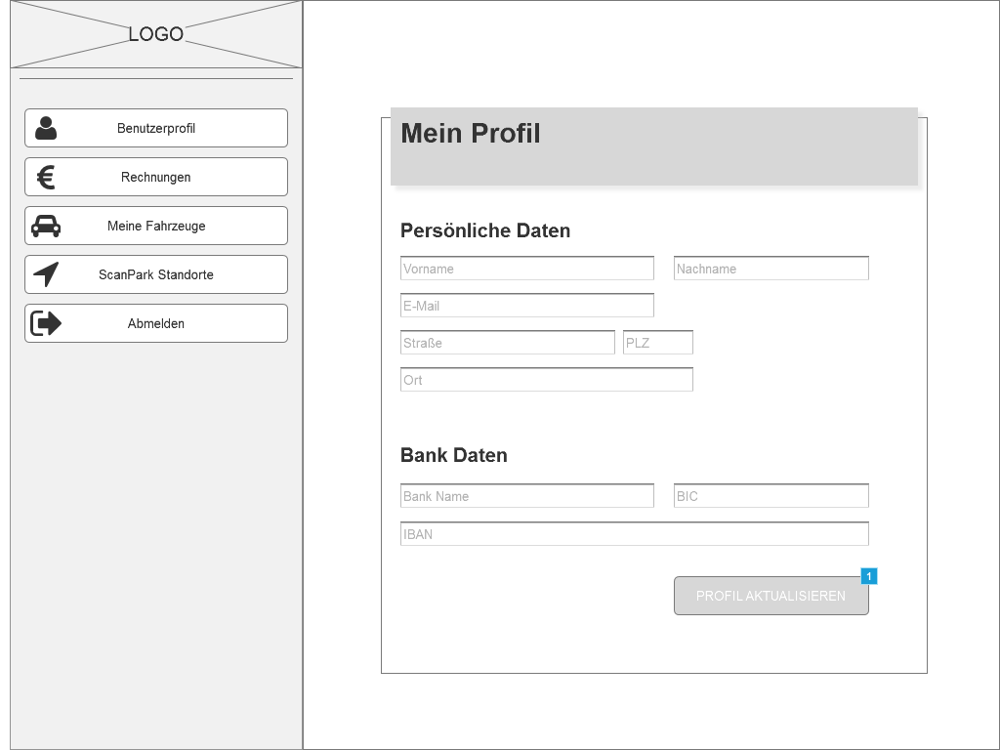 LOGO
Benutzerprofil
Rechnungen
Meine Fahrzeuge
ScanPark Standorte
Abmelden
Mein Profil
Persönliche Daten
Vorname Nachname
E-Mail
Straße PLZ
Ort
Bank Daten
Bank Name BIC
IBAN
1
PROFIL AKTUALISIEREN